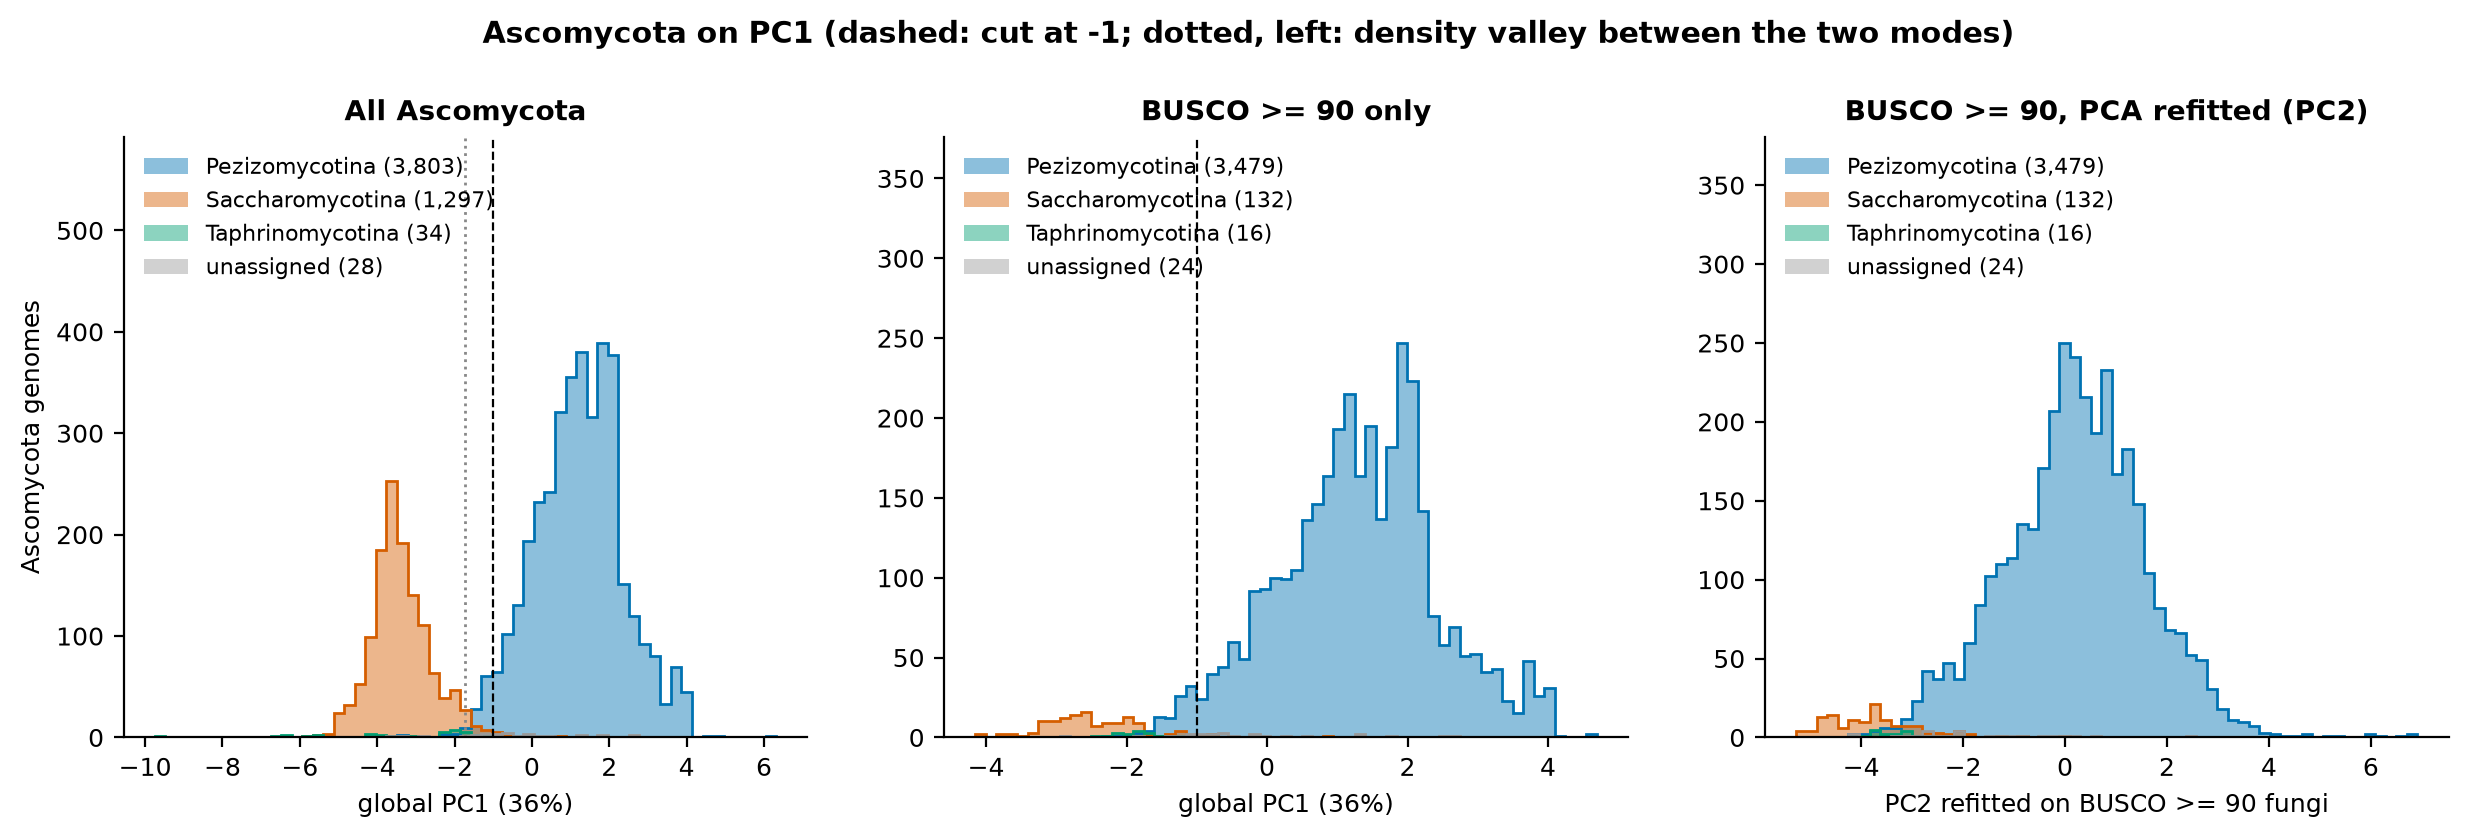 Ascomycota on PC1 (dashed: cut at -1; dotted, left: density valley between the two modes)
All Ascomycota
Pezizomycotina (3,803)
Saccharomycotina (1,297)
Taphrinomycotina (34)
unassigned (28)
Ascomycota genomes
500
400
300
200
100
0
−10 −8 −6 −4 −2 0 2 4 6
global PC1 (36%)
BUSCO >= 90 only
Pezizomycotina (3,479)
Saccharomycotina (132)
Taphrinomycotina (16)
unassigned (24)
350
300
250
200
150
100
50
0
−4 −2 0 2 4
global PC1 (36%)
BUSCO >= 90, PCA refitted (PC2)
Pezizomycotina (3,479)
Saccharomycotina (132)
Taphrinomycotina (16)
unassigned (24)
350
300
250
200
150
100
50
0
−4 −2 0 2 4 6
PC2 refitted on BUSCO >= 90 fungi